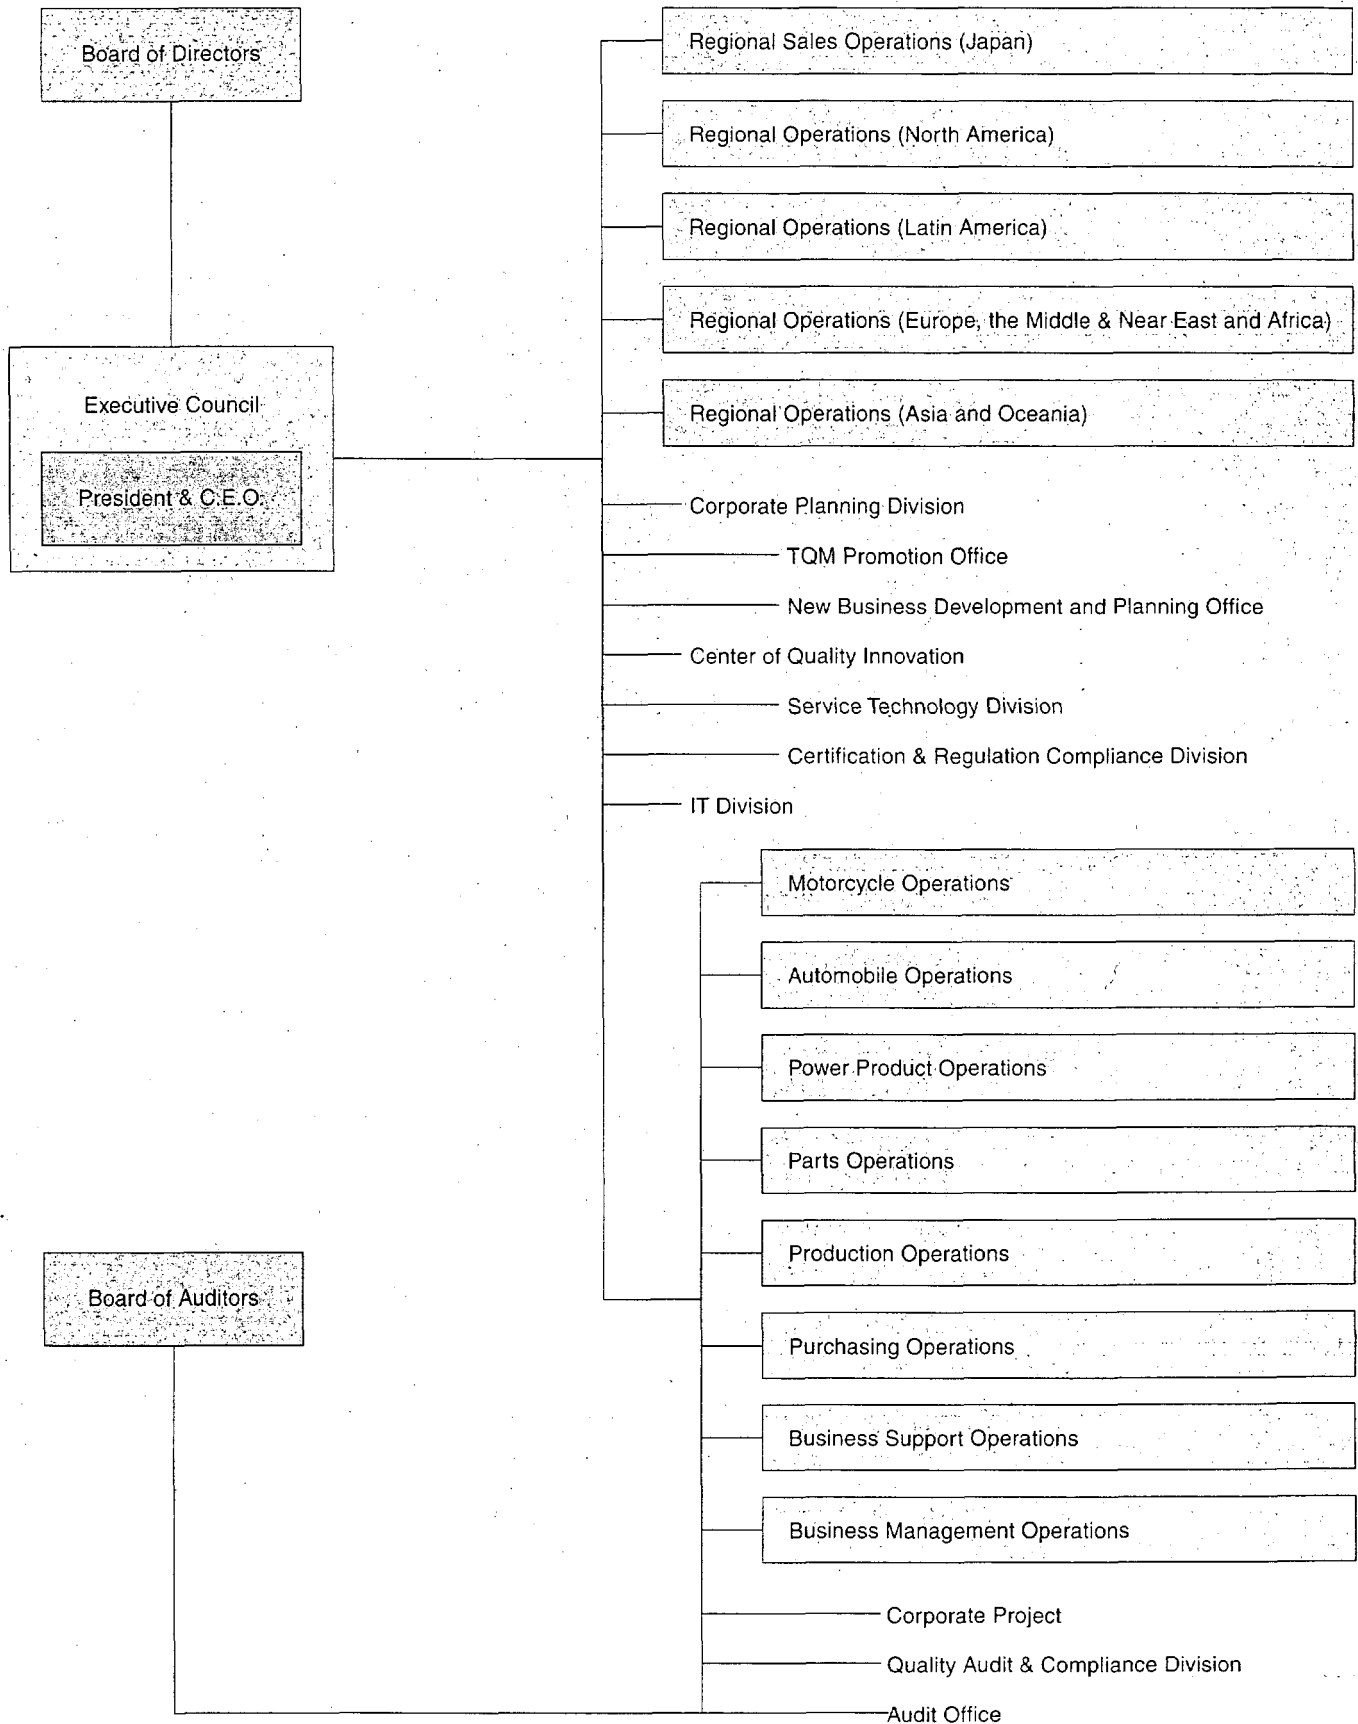 Board of Directors
Executive Council
President & C.E.O.
Board of Auditors
Regional Sales Operations (Japan)
Regional Operations (North America)
Regional Operations (Latin America)
Regional Operations (Europe, the Middle & Near East and Africa)
Regional Operations (Asia and Oceania)
Corporate Planning Division
TQM Promotion Office
New Business Development and Planning Office
Center of Quality Innovation
Service Technology Division
Certification & Regulation Compliance Division
IT Division
Motorcycle Operations
Automobile Operations
Power Product Operations
Parts Operations
Production Operations
Purchasing Operations
Business Support Operations
Business Management Operations
Corporate Project
Quality Audit & Compliance Division
Audit Office